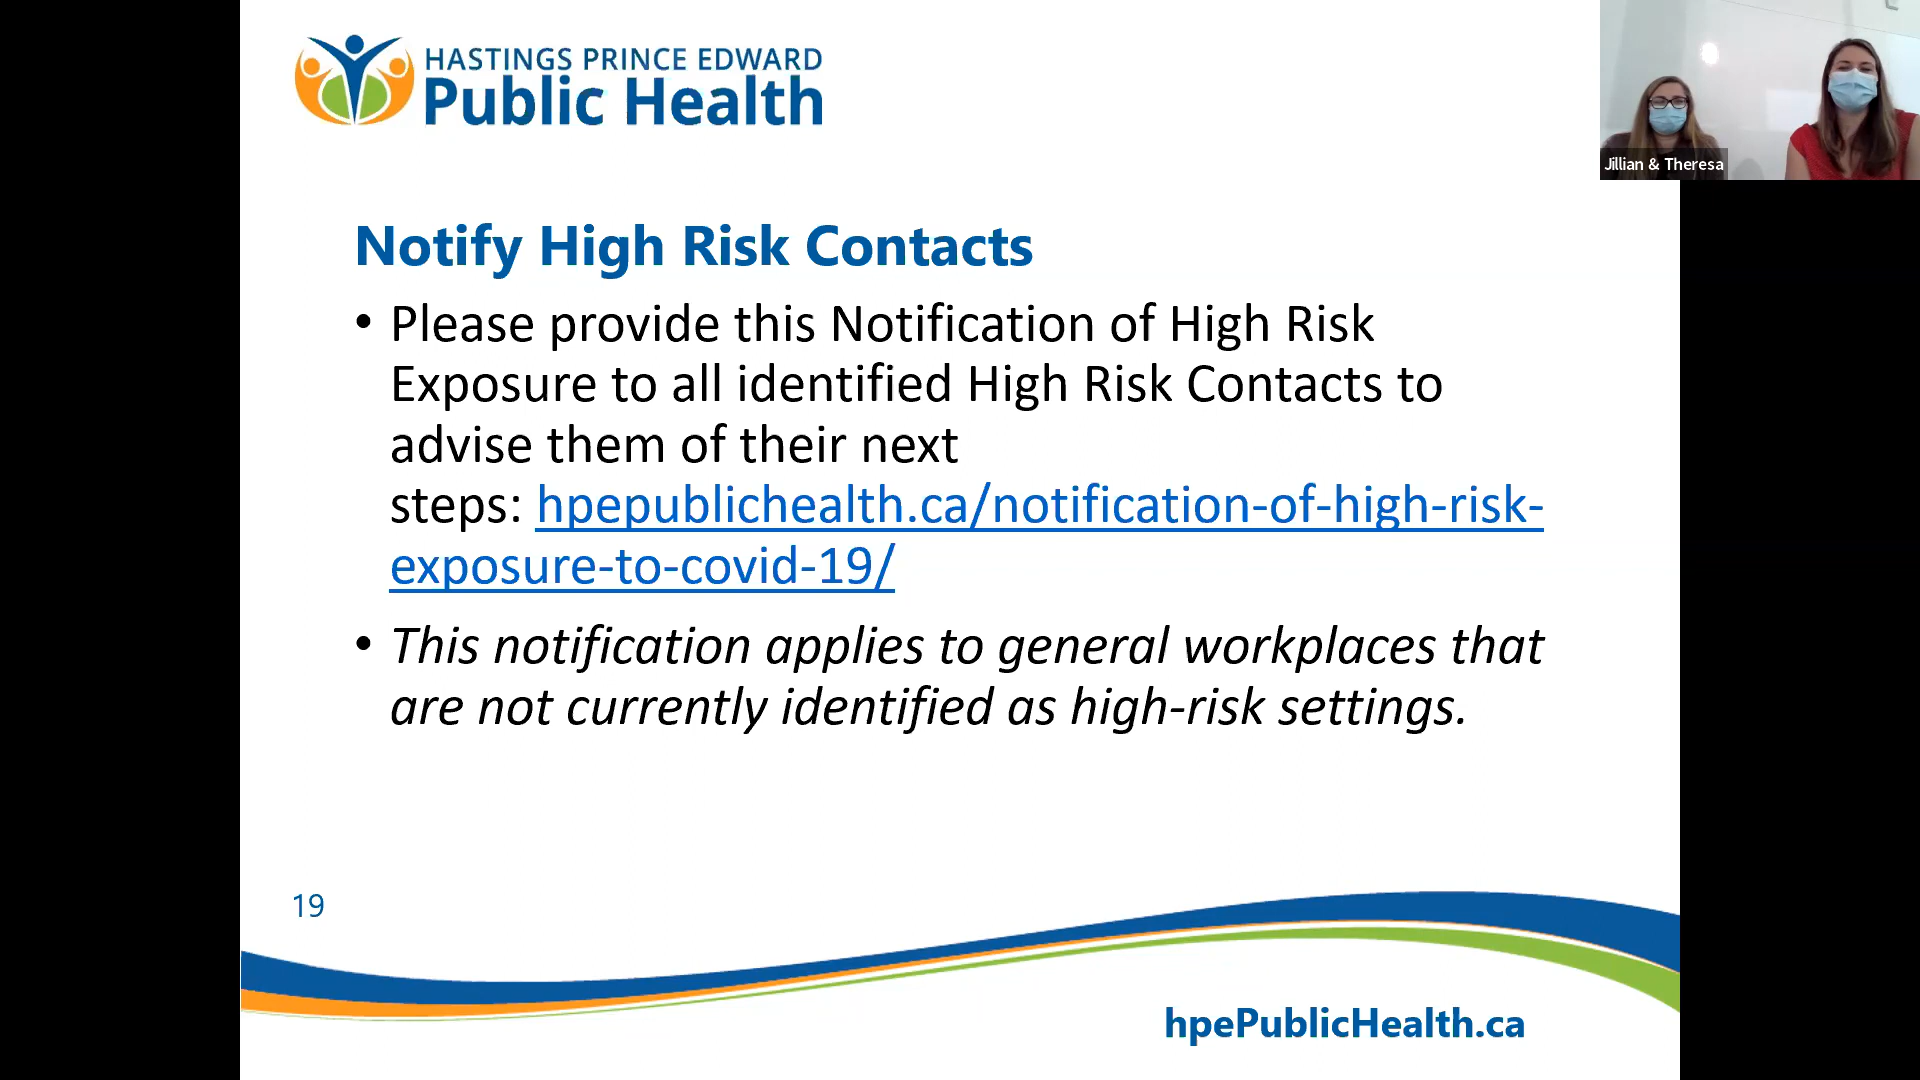 HASTINGS PRINCE EDWARD
Public Health
Jillian & Theresa
Notify High Risk Contacts
• Please provide this Notification of High Risk
Exposure to all identified High Risk Contacts to
advise them of their next
steps: hpepublichealth.ca/notification-of-high-risk-
exposure-to-covid-19/
• This notification applies to general workplaces that
are not currently identified as high-risk settings.
19
hpePublicHealth.ca